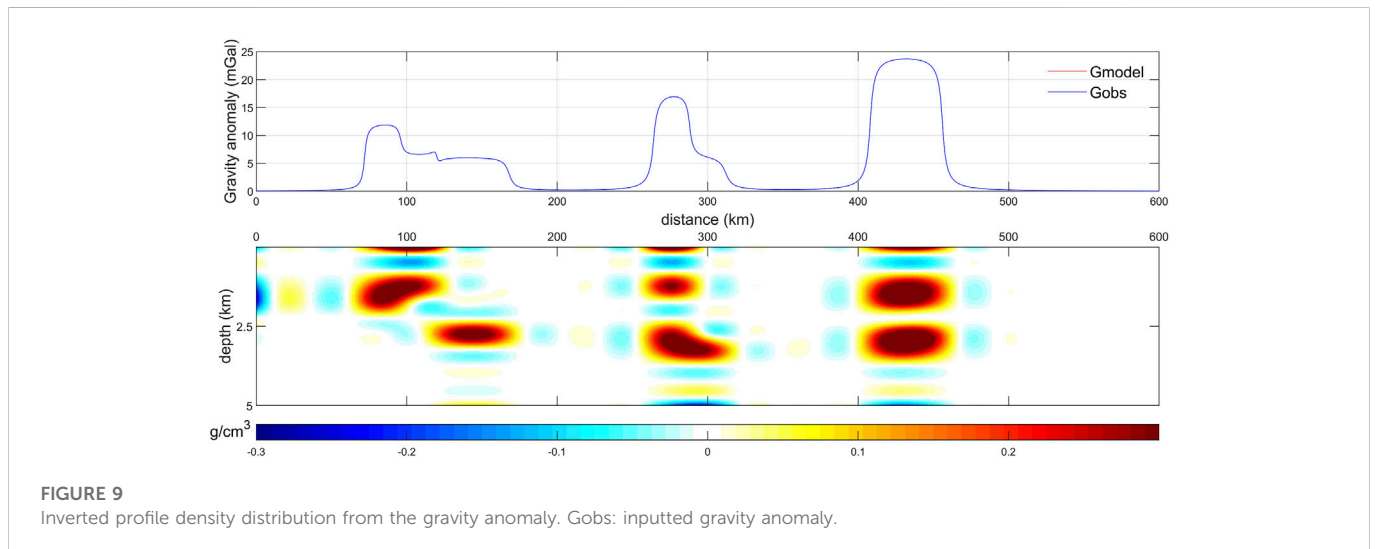 25
20
15
10
5
0
Gravity anomaly (mGal)
Gmodel
Gobs
0 100 200 300 400 500 600
distance (km)
0 100 200 300 400 500 600
depth (km)
2.5
5
g/cm³
-0.3 -0.2 -0.1 0 0.1 0.2
FIGURE 9
Inverted profile density distribution from the gravity anomaly. Gobs: inputted gravity anomaly.